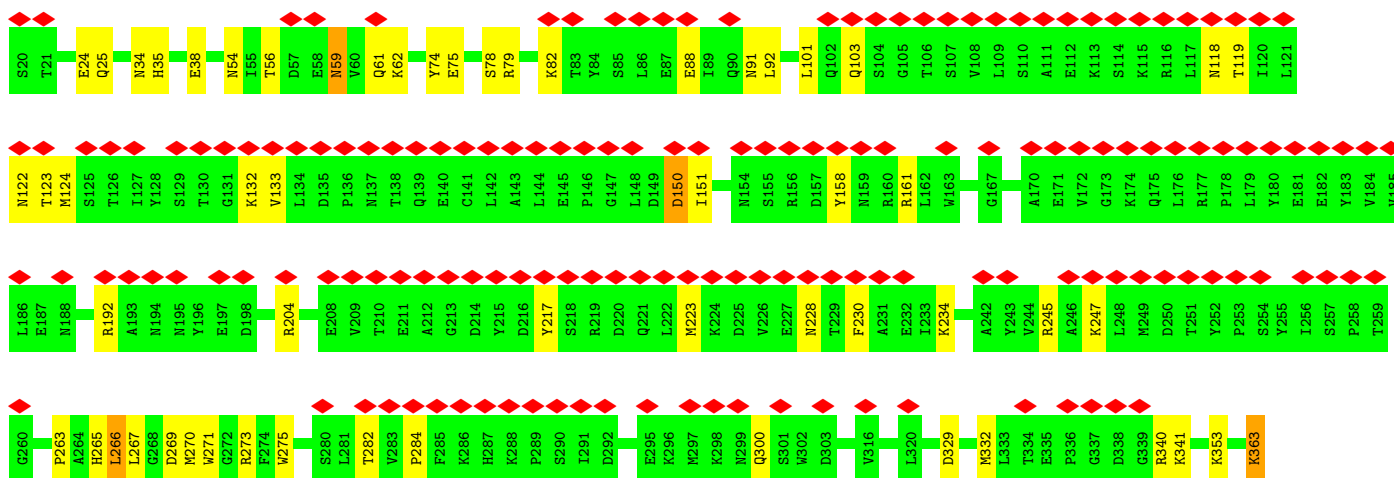 S20 T21 E24 Q25 N34 H35 E38 N54 I55 T56 D57 E58 N59 V60 Q61 K62 Y74 E75 S78 R79 K82 T83 Y84 S85 L86 E87 E88 I89 Q90 N91 L92 L101 Q102 Q103 S104 G105 T106 S107 V108 L109 S110 A111 E112 K113 S114 K115 R116 L117 N118 T119 I120 L121
N122 T123 M124 S125 T126 I127 Y128 S129 T130 G131 K132 V133 L134 D135 P136 N137 T138 Q139 E140 C141 L142 A143 L144 E145 P146 G147 L148 D149 D150 I151 N154 S155 R156 D157 Y158 N159 R160 R161 L162 W163 G167 A170 E171 V172 G173 K174 Q175 L176 R177 P178 L179 Y180 E181 E182 Y183 V184 V185
L186 E187 N188 R192 A193 N194 N195 Y196 E197 D198 R204 E208 V209 T210 E211 A212 G213 D214 Y215 D216 Y217 S218 R219 D220 Q221 L222 M223 K224 D225 V226 E227 N228 T229 F230 A231 E232 I233 K234 A242 Y243 V244 R245 A246 K247 L248 M249 D250 T251 Y252 P253 S254 Y255 I256 S257 P258 T259
G260 P263 A264 H265 L266 L267 G268 D269 M270 W271 G272 R273 F274 W275 S280 L281 T282 V283 P284 F285 K286 H287 K288 P289 S290 I291 D292 E295 K296 M297 K298 N299 Q300 S301 W302 D303 V316 L320 D329 M332 L333 T334 E335 P336 G337 D338 G339 R340 K341 K353 K363